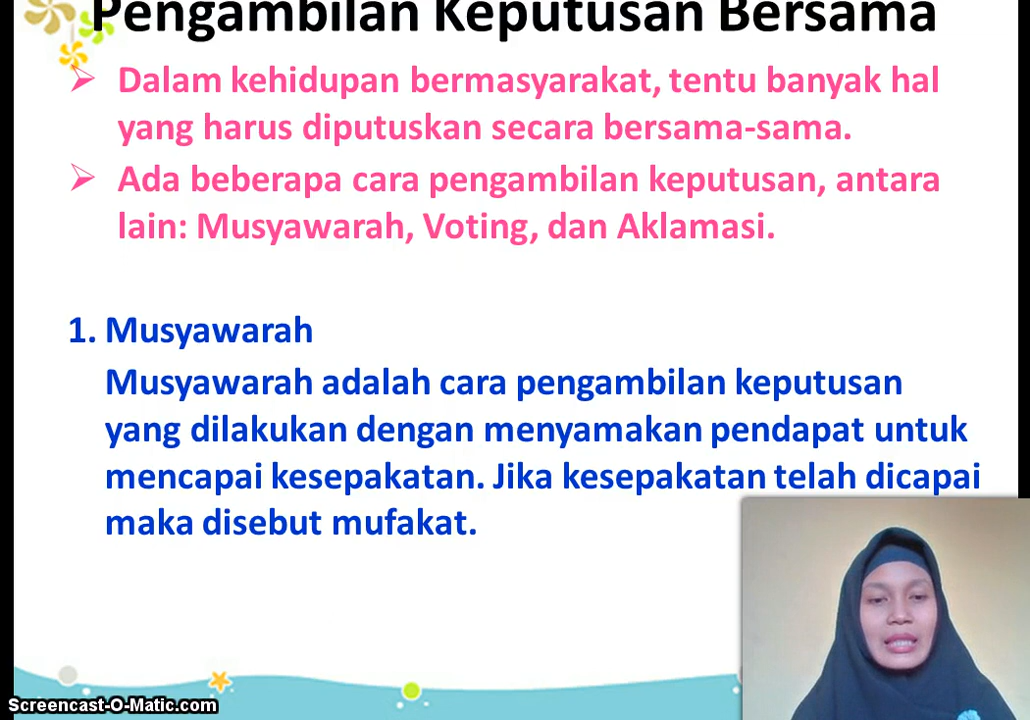 Pengambilan Keputusan Bersama
➢ Dalam kehidupan bermasyarakat, tentu banyak hal
yang harus diputuskan secara bersama-sama.
➢ Ada beberapa cara pengambilan keputusan, antara
lain: Musyawarah, Voting, dan Aklamasi.
1. Musyawarah
Musyawarah adalah cara pengambilan keputusan
yang dilakukan dengan menyamakan pendapat untuk
mencapai kesepakatan. Jika kesepakatan telah dicapai
maka disebut mufakat.
Screencast-O-Matic.com